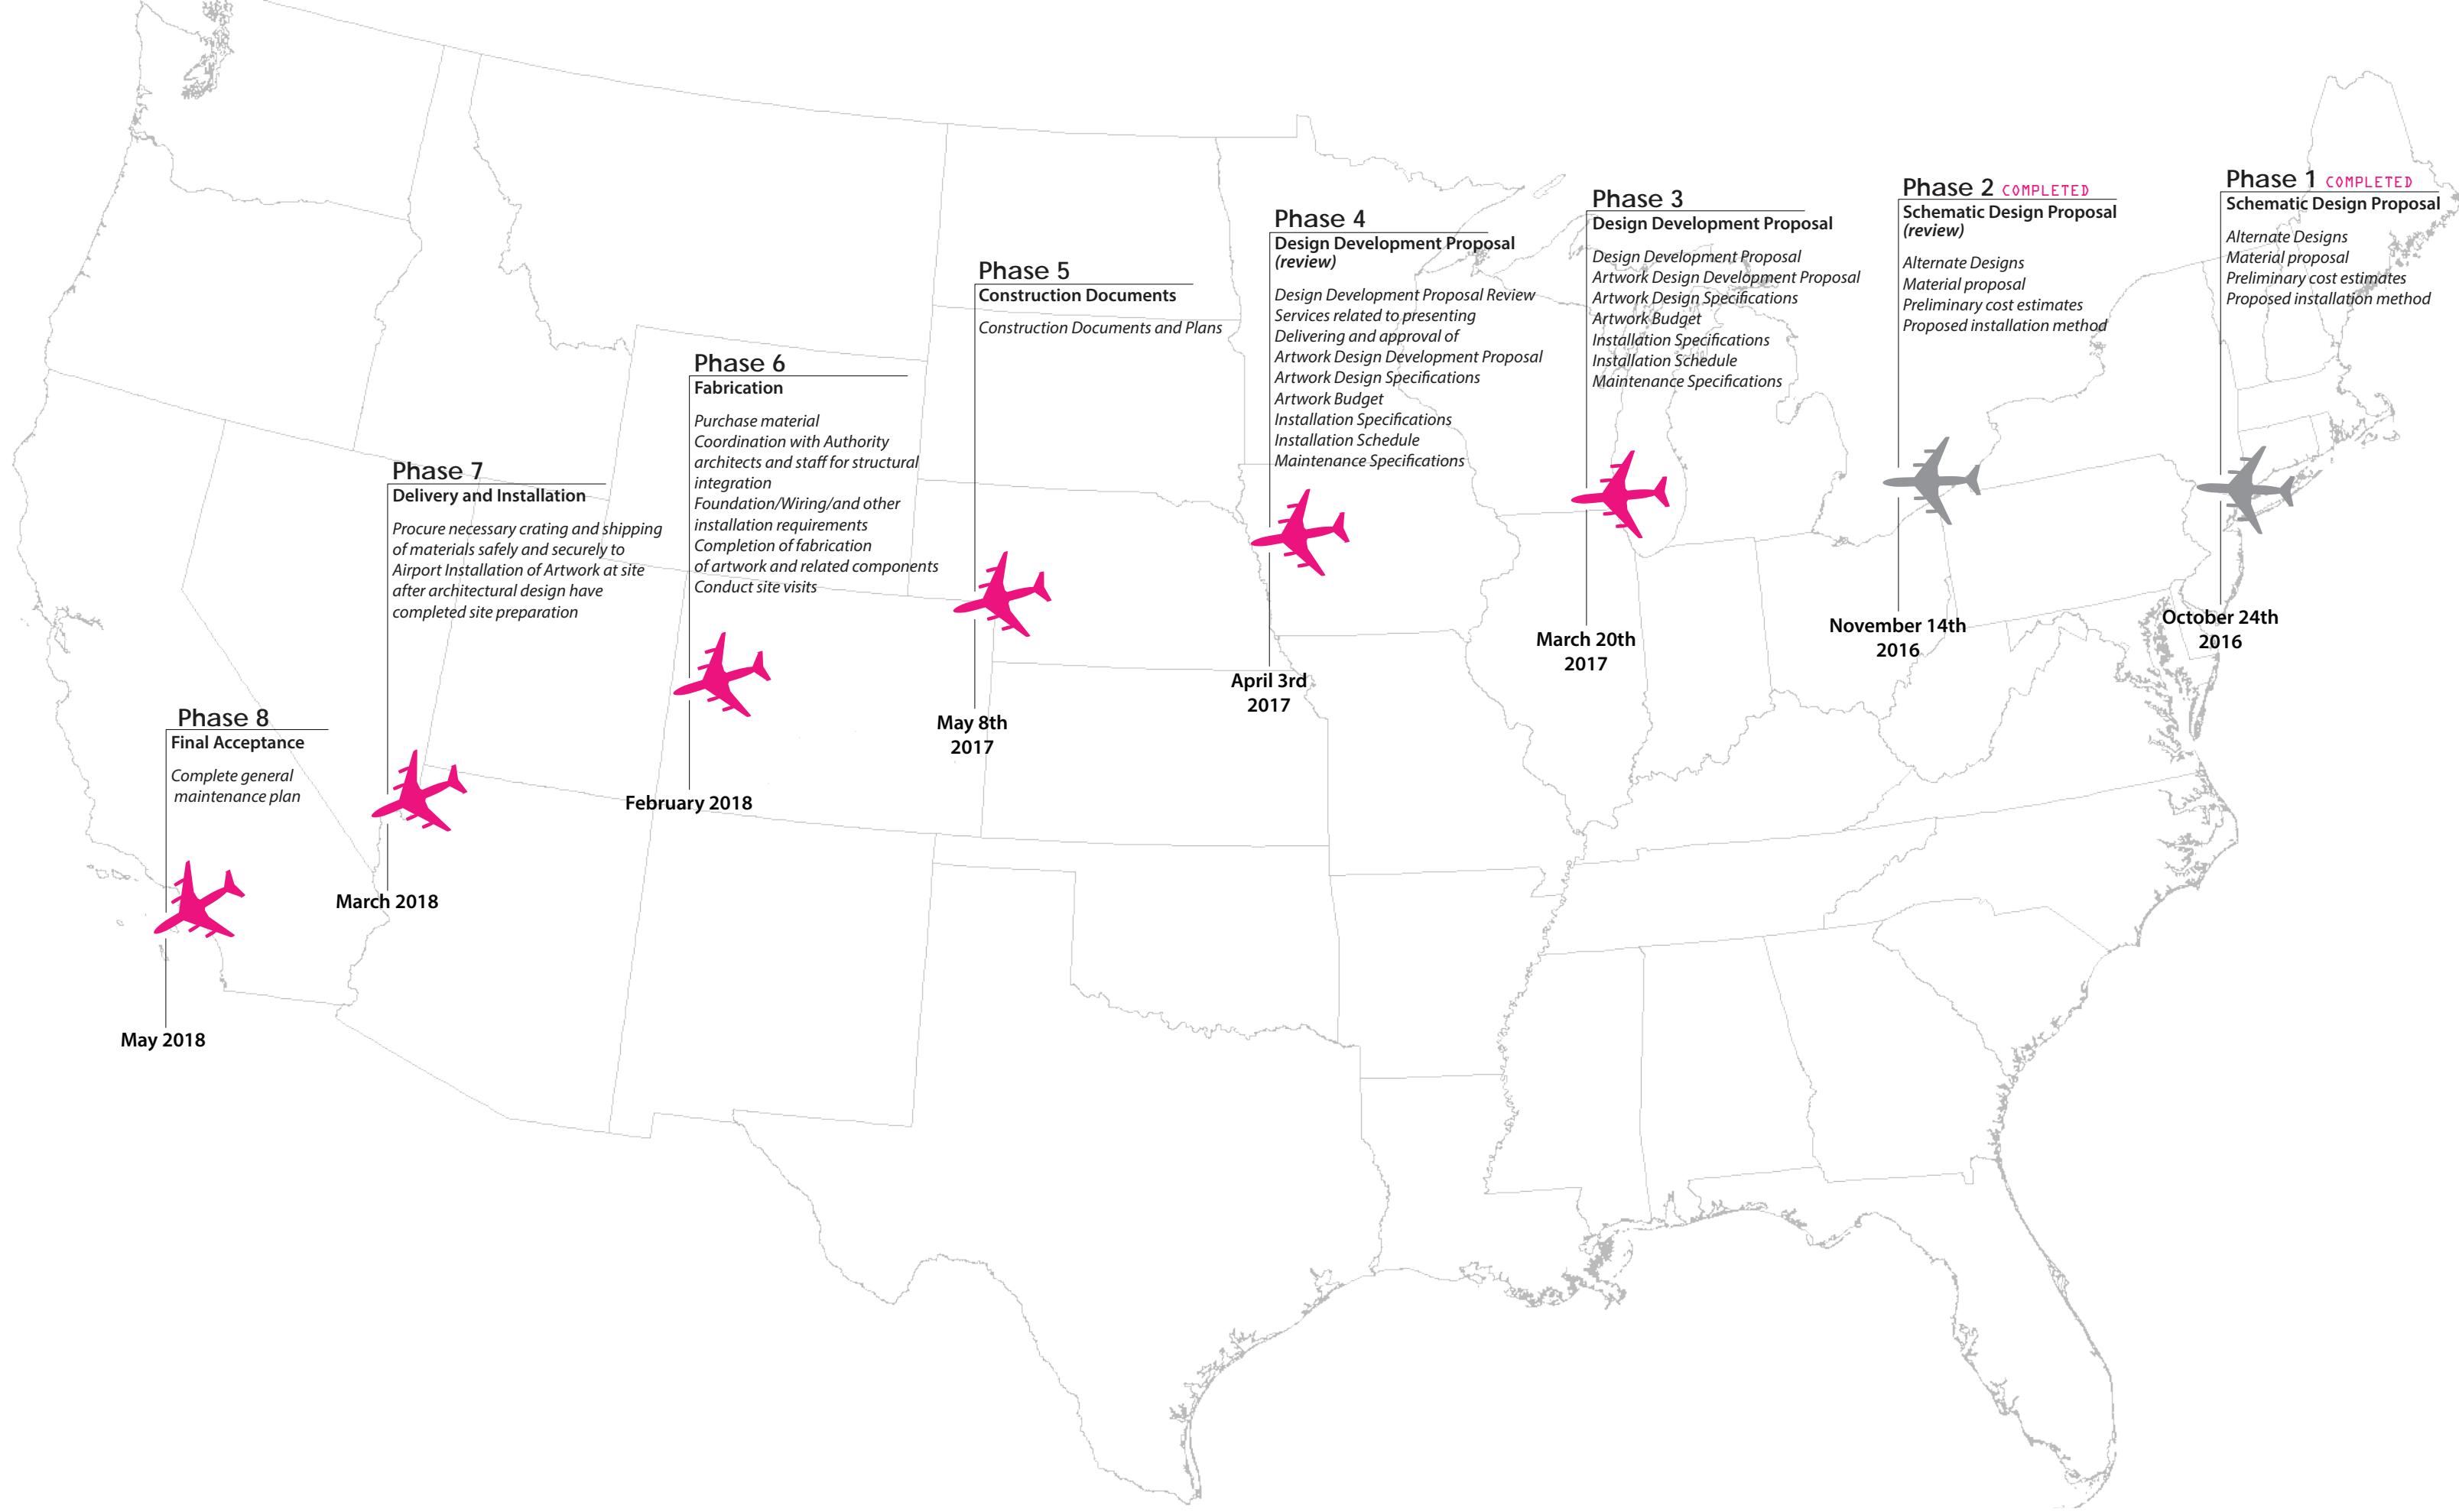 Phase 1 COMPLETED
Schematic Design Proposal
Alternate Designs
Material proposal
Preliminary cost estimates
Proposed installation method
October 24th
2016
Phase 2 COMPLETED
Schematic Design Proposal
(review)
Alternate Designs
Material proposal
Preliminary cost estimates
Proposed installation method
November 14th
2016
Phase 3
Design Development Proposal
Design Development Proposal
Artwork Design Development Proposal
Artwork Design Specifications
Artwork Budget
Installation Specifications
Installation Schedule
Maintenance Specifications
March 20th
2017
Phase 4
Design Development Proposal
(review)
Design Development Proposal Review
Services related to presenting
Delivering and approval of
Artwork Design Development Proposal
Artwork Design Specifications
Artwork Budget
Installation Specifications
Installation Schedule
Maintenance Specifications
April 3rd
2017
Phase 5
Construction Documents
Construction Documents and Plans
May 8th
2017
Phase 6
Fabrication
Purchase material
Coordination with Authority
architects and staff for structural
integration
Foundation/Wiring/and other
installation requirements
Completion of fabrication
of artwork and related components
Conduct site visits
February 2018
Phase 7
Delivery and Installation
Procure necessary crating and shipping
of materials safely and securely to
Airport Installation of Artwork at site
after architectural design have
completed site preparation
March 2018
Phase 8
Final Acceptance
Complete general
maintenance plan
May 2018